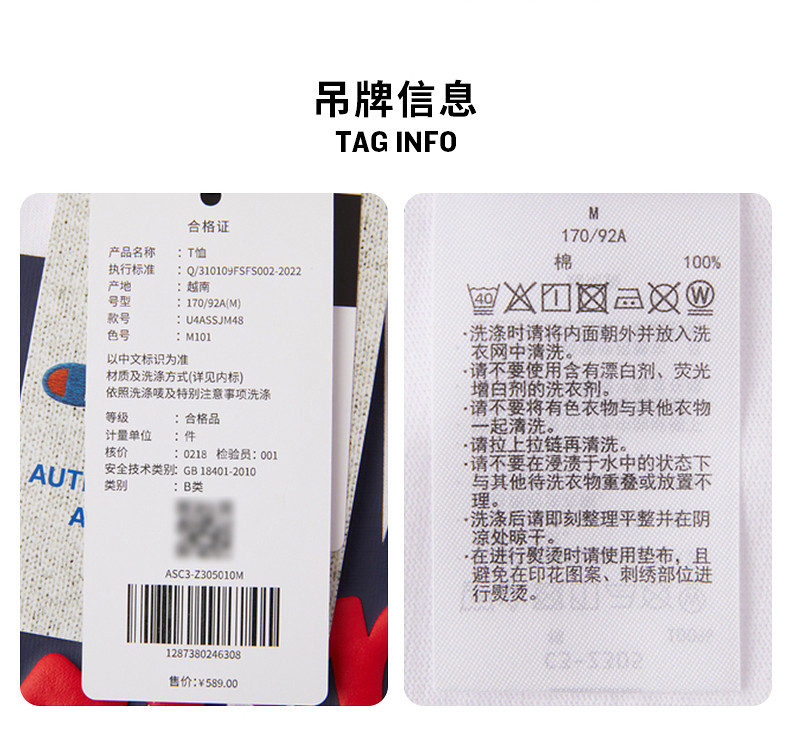 吊牌信息
TAG INFO
合格证
产品名称 ：T恤
执行标准 ：Q/310109FSFS002-2022
产地 ：越南
号型 ：170/92A(M)
款号 ：U4ASSJM48
色号 ：M101
以中文标识为准
材质及洗涤方式(详见内标)
依照洗涤唛及特别注意事项洗涤
等级 ：合格品
计量单位 ：件
核价 ：0218 检验员：001
安全技术类别：GB 18401-2010
类别 ：B类
ASC3-Z305010M
1287380246308
售价：¥589.00
AUT
A
M
170/92A
棉 100%
40 W
·洗涤时请将内面朝外并放入洗
衣网中清洗。
·请不要使用含有漂白剂、荧光
增白剂的洗衣剂。
·请不要将有色衣物与其他衣物
一起清洗。
·请拉上拉链再清洗。
·请不要在浸渍于水中的状态下
与其他待洗衣物重叠或放置不
理。
·洗涤后请即刻整理平整并在阴
凉处晾干。
·在进行熨烫时请使用垫布，且
避免在印花图案、刺绣部位进
行熨烫。